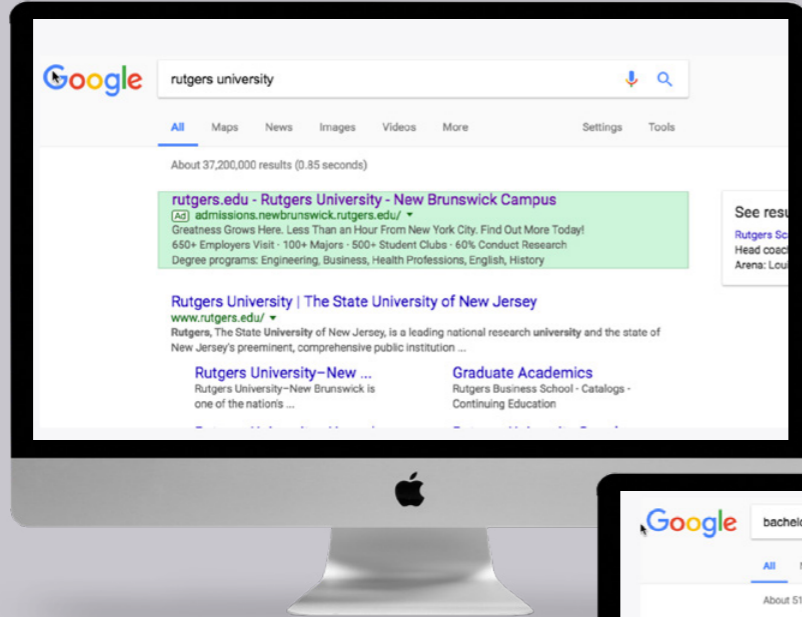 Google
rutgers university
All Maps News Images Videos More Settings Tools
About 37,200,000 results (0.85 seconds)
rutgers.edu - Rutgers University - New Brunswick Campus
Ad admissions.newbrunswick.rutgers.edu/
Greatness Grows Here. Less Than an Hour From New York City. Find Out More Today!
650+ Employers Visit · 100+ Majors · 500+ Student Clubs · 60% Conduct Research
Degree programs: Engineering, Business, Health Professions, English, History
See
Rutgers
Head
Arena:
Rutgers University | The State University of New Jersey
www.rutgers.edu/
Rutgers, The State University of New Jersey, is a leading national research university and the state of
New Jersey's preeminent, comprehensive public institution ...
Rutgers University–New ...
Rutgers University–New Brunswick is
one of the nation's ...
Graduate Academics
Rutgers Business School - Catalogs -
Continuing Education
Google
All
About